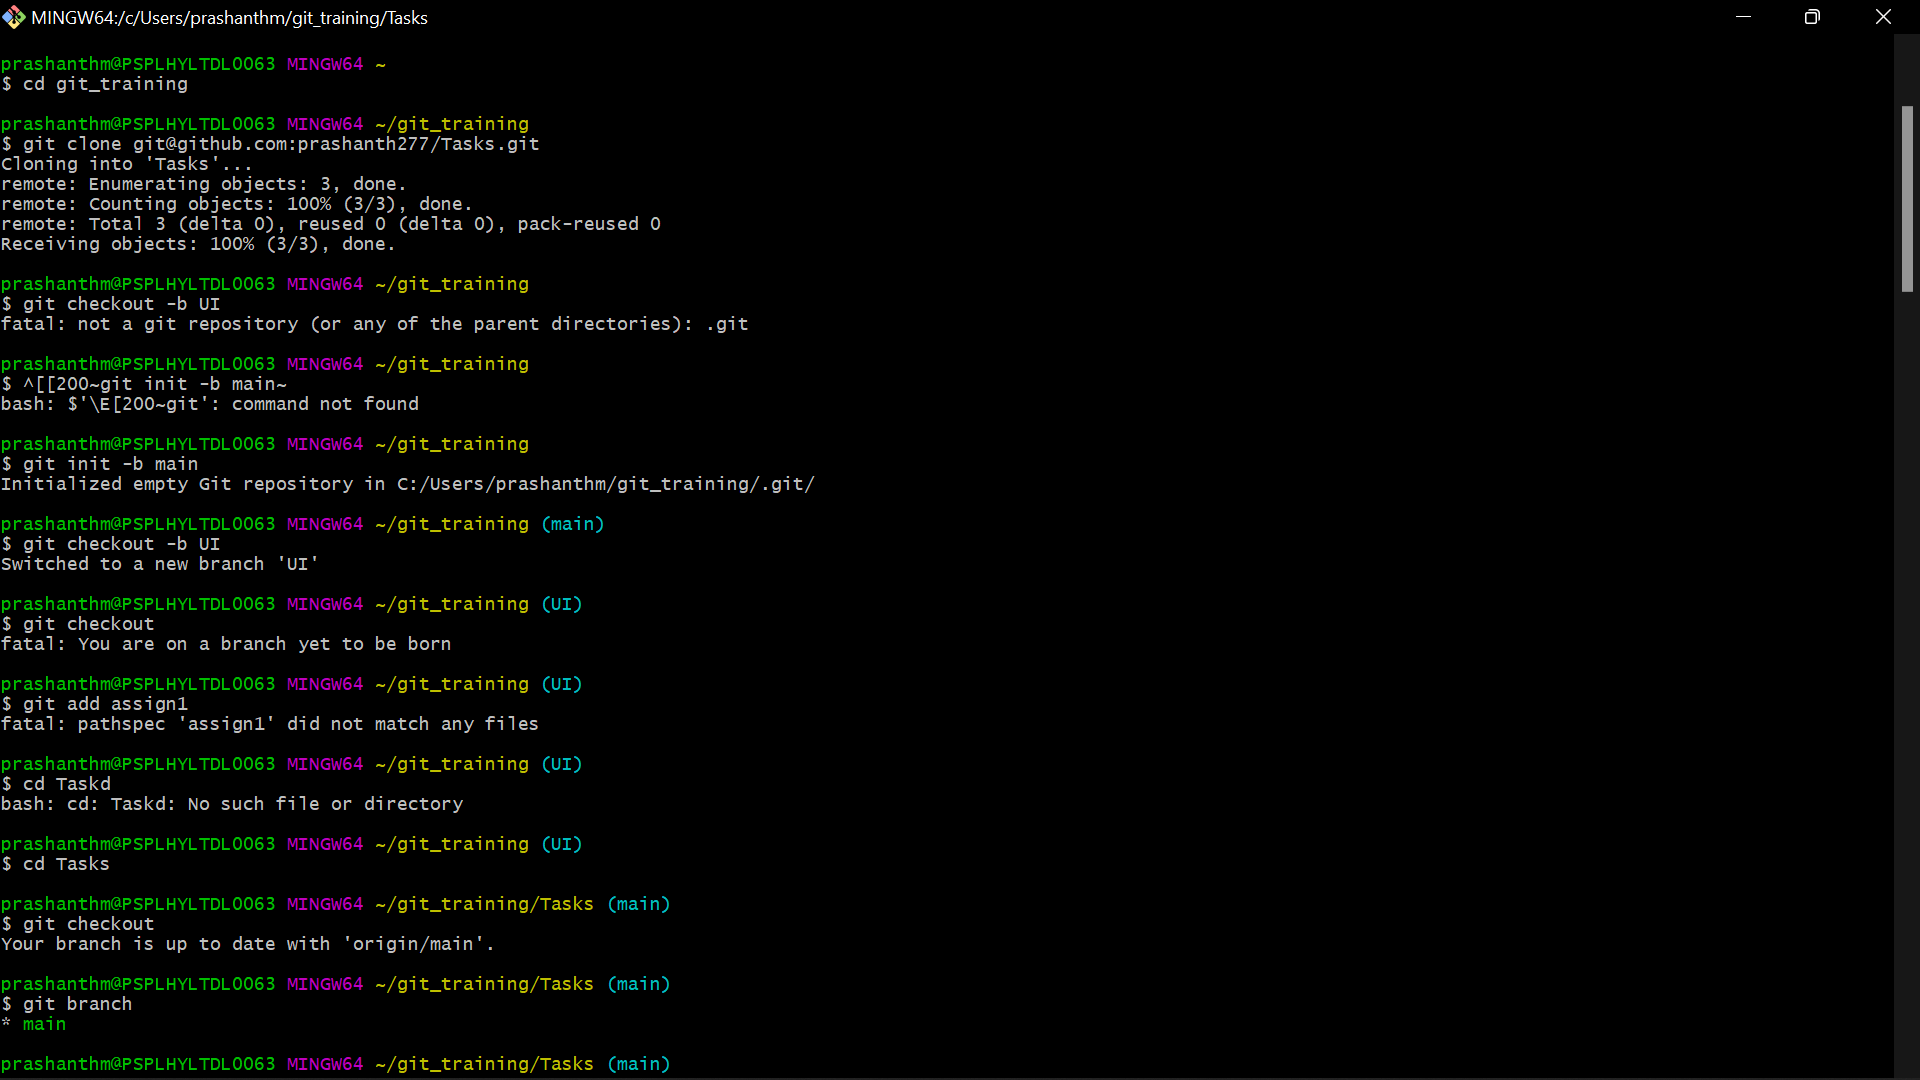 MINGW64:/c/Users/prashanthm/git_training/Tasks
prashanthm@PSPLHYLTDL0063 MINGW64 ~
$ cd git_training
prashanthm@PSPLHYLTDL0063 MINGW64 ~/git_training
$ git clone git@github.com:prashanth277/Tasks.git
Cloning into 'Tasks'...
remote: Enumerating objects: 3, done.
remote: Counting objects: 100% (3/3), done.
remote: Total 3 (delta 0), reused 0 (delta 0), pack-reused 0
Receiving objects: 100% (3/3), done.
prashanthm@PSPLHYLTDL0063 MINGW64 ~/git_training
$ git checkout -b UI
fatal: not a git repository (or any of the parent directories): .git
prashanthm@PSPLHYLTDL0063 MINGW64 ~/git_training
$ ^[[200~git init -b main~
bash: $'\E[200~git': command not found
prashanthm@PSPLHYLTDL0063 MINGW64 ~/git_training
$ git init -b main
Initialized empty Git repository in C:/Users/prashanthm/git_training/.git/
prashanthm@PSPLHYLTDL0063 MINGW64 ~/git_training (main)
$ git checkout -b UI
Switched to a new branch 'UI'
prashanthm@PSPLHYLTDL0063 MINGW64 ~/git_training (UI)
$ git checkout
fatal: You are on a branch yet to be born
prashanthm@PSPLHYLTDL0063 MINGW64 ~/git_training (UI)
$ git add assign1
fatal: pathspec 'assign1' did not match any files
prashanthm@PSPLHYLTDL0063 MINGW64 ~/git_training (UI)
$ cd Taskd
bash: cd: Taskd: No such file or directory
prashanthm@PSPLHYLTDL0063 MINGW64 ~/git_training (UI)
$ cd Tasks
prashanthm@PSPLHYLTDL0063 MINGW64 ~/git_training/Tasks (main)
$ git checkout
Your branch is up to date with 'origin/main'.
prashanthm@PSPLHYLTDL0063 MINGW64 ~/git_training/Tasks (main)
$ git branch
* main
prashanthm@PSPLHYLTDL0063 MINGW64 ~/git_training/Tasks (main)